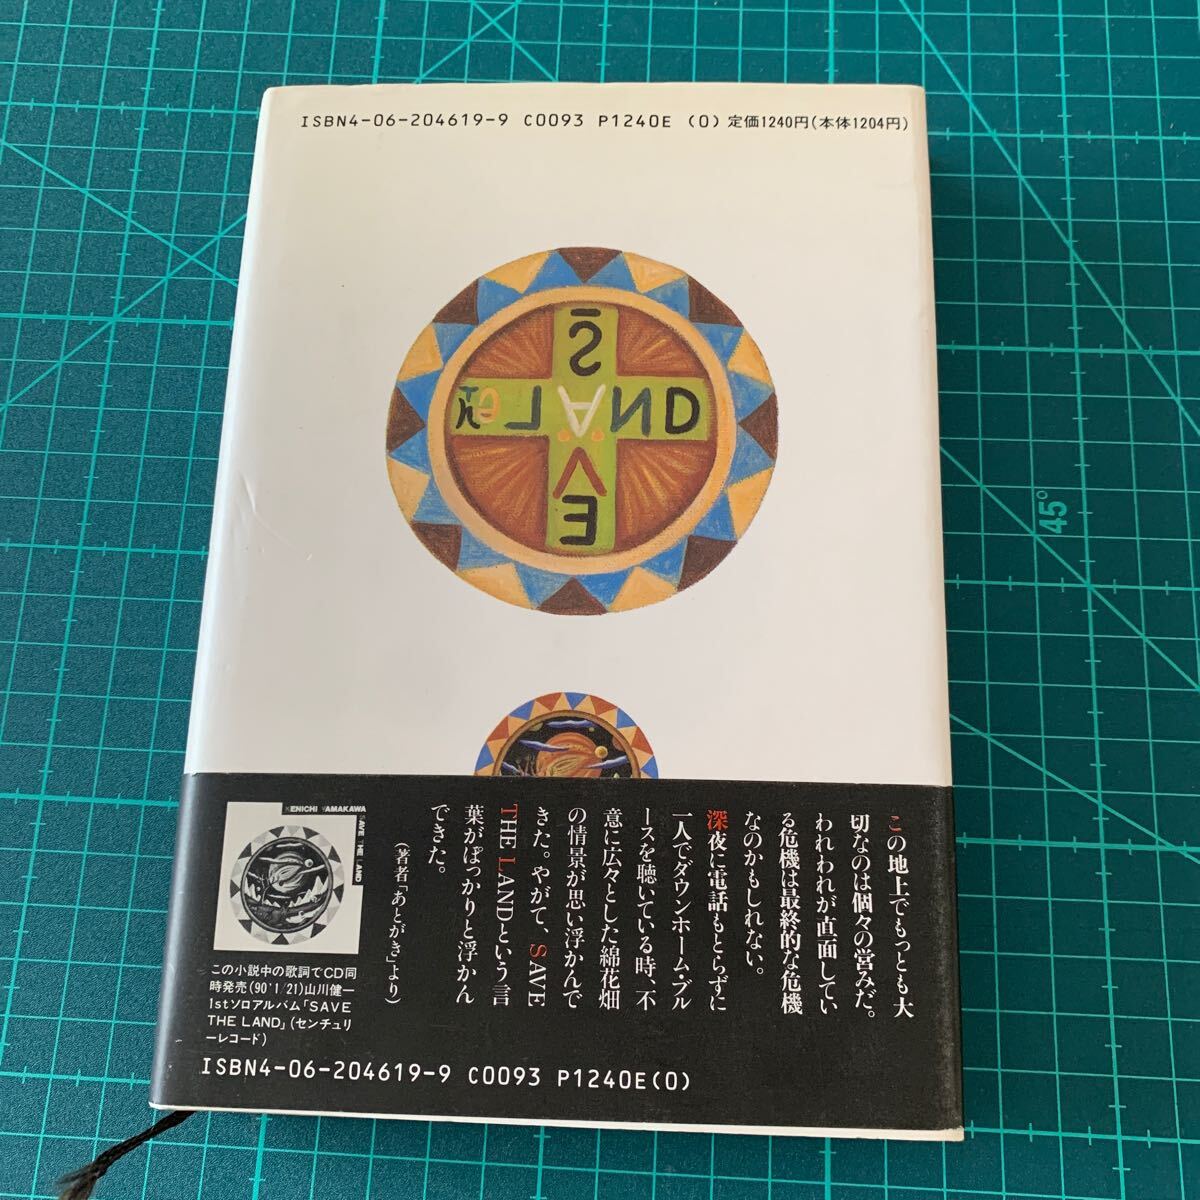 ISBN4-06-204619-9 C0093 P1240E (0) 定価1240円(本体1204円)
SAVE
The LAND
この地上でもっとも大
切なのは個々の営みだ。
われわれが直面してい
る危機は最終的な危機
なのかもしれない。
深夜に電話もとらずに
一人でダウンホーム・ブル
ースを聴いている時、不
意に広々とした綿花畑
の情景が思い浮かんで
きた。やがて、SAVE
THE LANDという言
葉がぽっかりと浮かん
できた。
(著者「あとがき」より)
KENICHI YAMAKAWA
SAVE THE LAND
この小説中の歌詞でCD同
時発売(90'1/21)山川健一
1stソロアルバム「SAVE
THE LAND」(センチュリ
ーレコード)
ISBN4-06-204619-9 C0093 P1240E(0)
45°